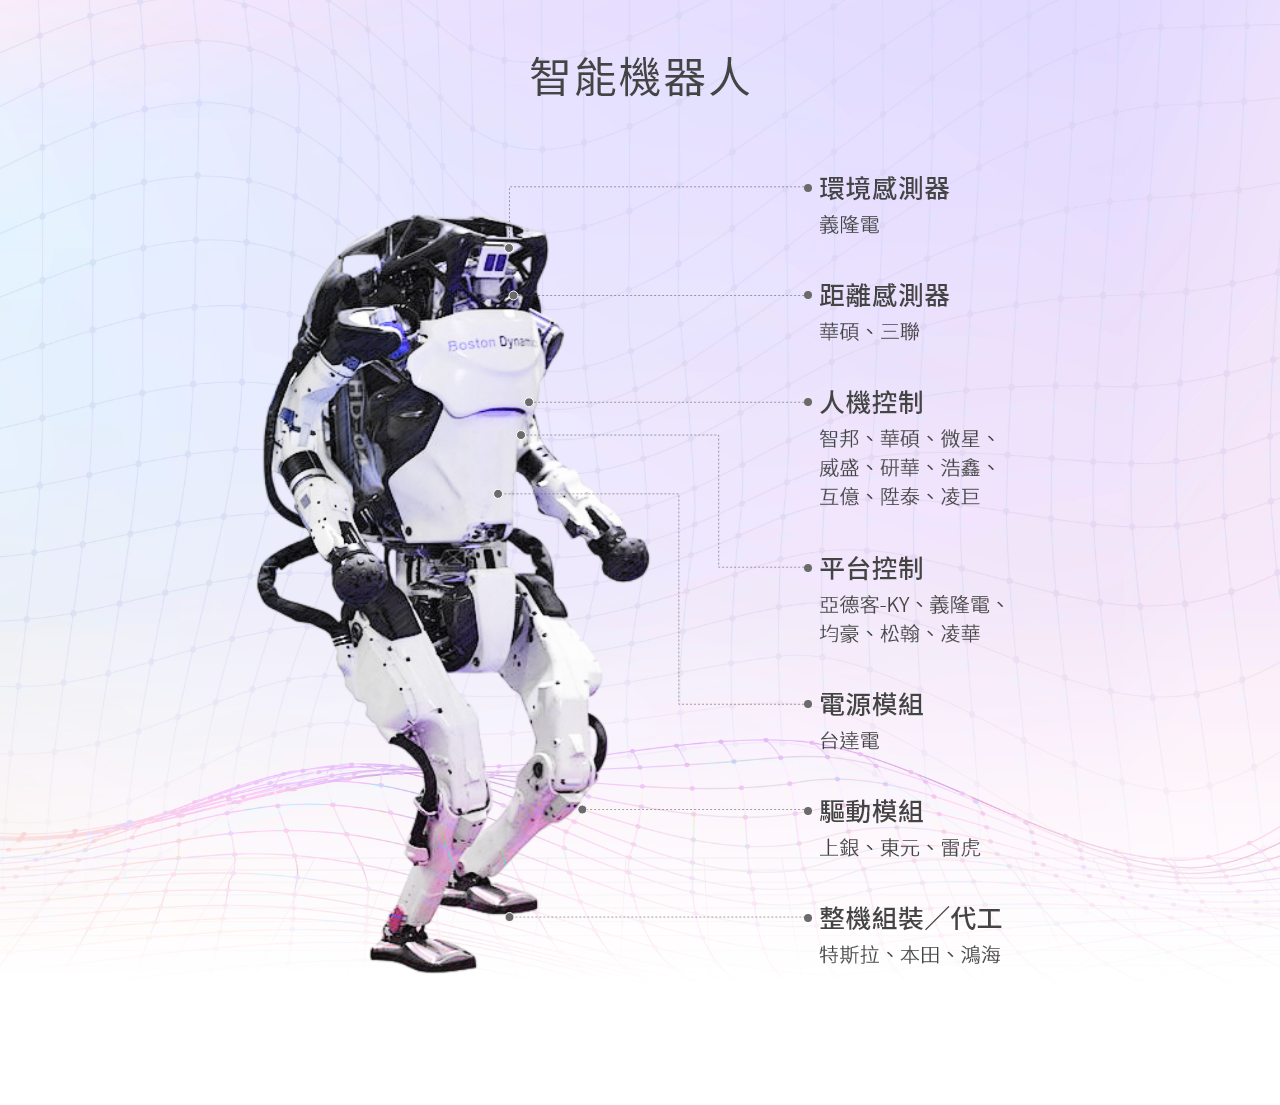 智能機器人
環境感測器
義隆電
距離感測器
華碩、三聯
Boston Dynamic
HD-0
人機控制
智邦、華碩、微星、
威盛、研華、浩鑫、
互億、陞泰、凌巨
平台控制
亞德客-KY、義隆電、
均豪、松翰、凌華
電源模組
台達電
驅動模組
上銀、東元、雷虎
整機組裝／代工
特斯拉、本田、鴻海